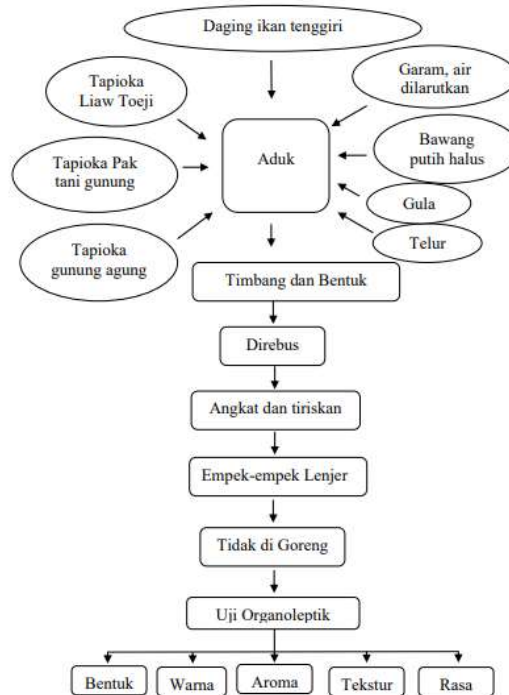 Daging ikan tenggiri
Tapioka
Liaw Toeji
Garam, air
dilarutkan
Tapioka Pak
tani gunung
Aduk
Bawang
putih halus
Gula
Tapioka
gunung agung
Telur
Timbang dan Bentuk
Direbus
Angkat dan tiriskan
Empek-empek Lenjer
Tidak di Goreng
Uji Organoleptik
Bentuk
Warna
Aroma
Tekstur
Rasa